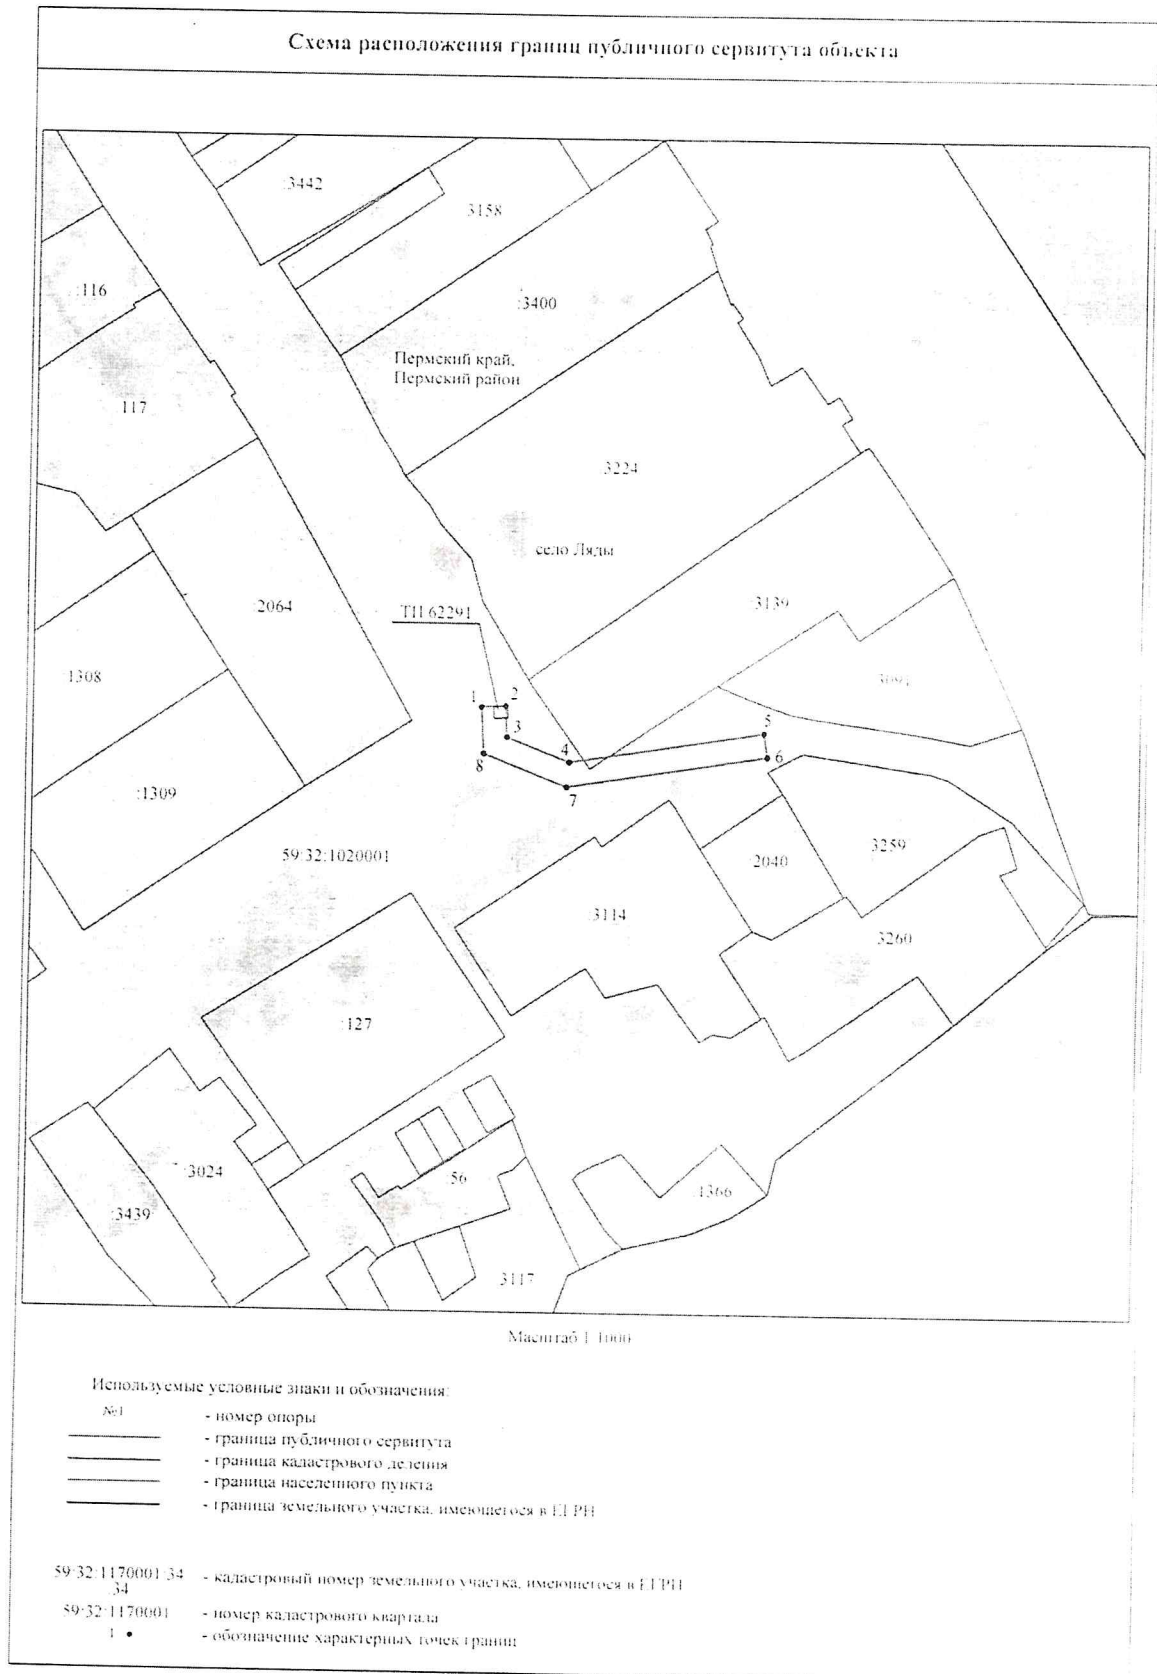 Схема расположения границ публичного сервитута объекта
:3442
3158
:116
:3400
Пермский край,
Пермский район
117
3224
село Ляды
:2064
ТП 62291
:3139
:1308
3091
1
2
3
4
5
6
7
8
:1309
59:32:1020001
3259
:2040
:3114
3260
:127
:3024
:56
:1366
:3439
3117
Масштаб 1:1000
Используемые условные знаки и обозначения:
№1 - номер опоры
- граница публичного сервитута
- граница кадастрового деления
- граница населенного пункта
- граница земельного участка, имеющегося в ЕГРН
59:32:1170001:34
:34
- кадастровый номер земельного участка, имеющегося в ЕГРН
59:32:1170001 - номер кадастрового квартала
1 • - обозначение характерных точек границ